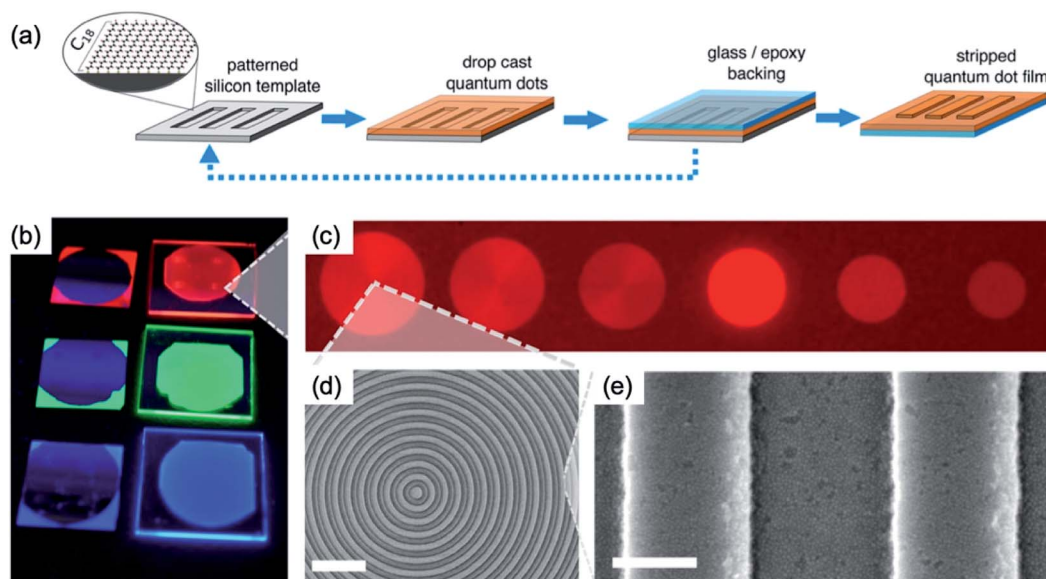 (a)
C18
patterned
silicon template
drop cast
quantum dots
glass / epoxy
backing
stripped
quantum dot film
(b)
(c)
(d)
(e)